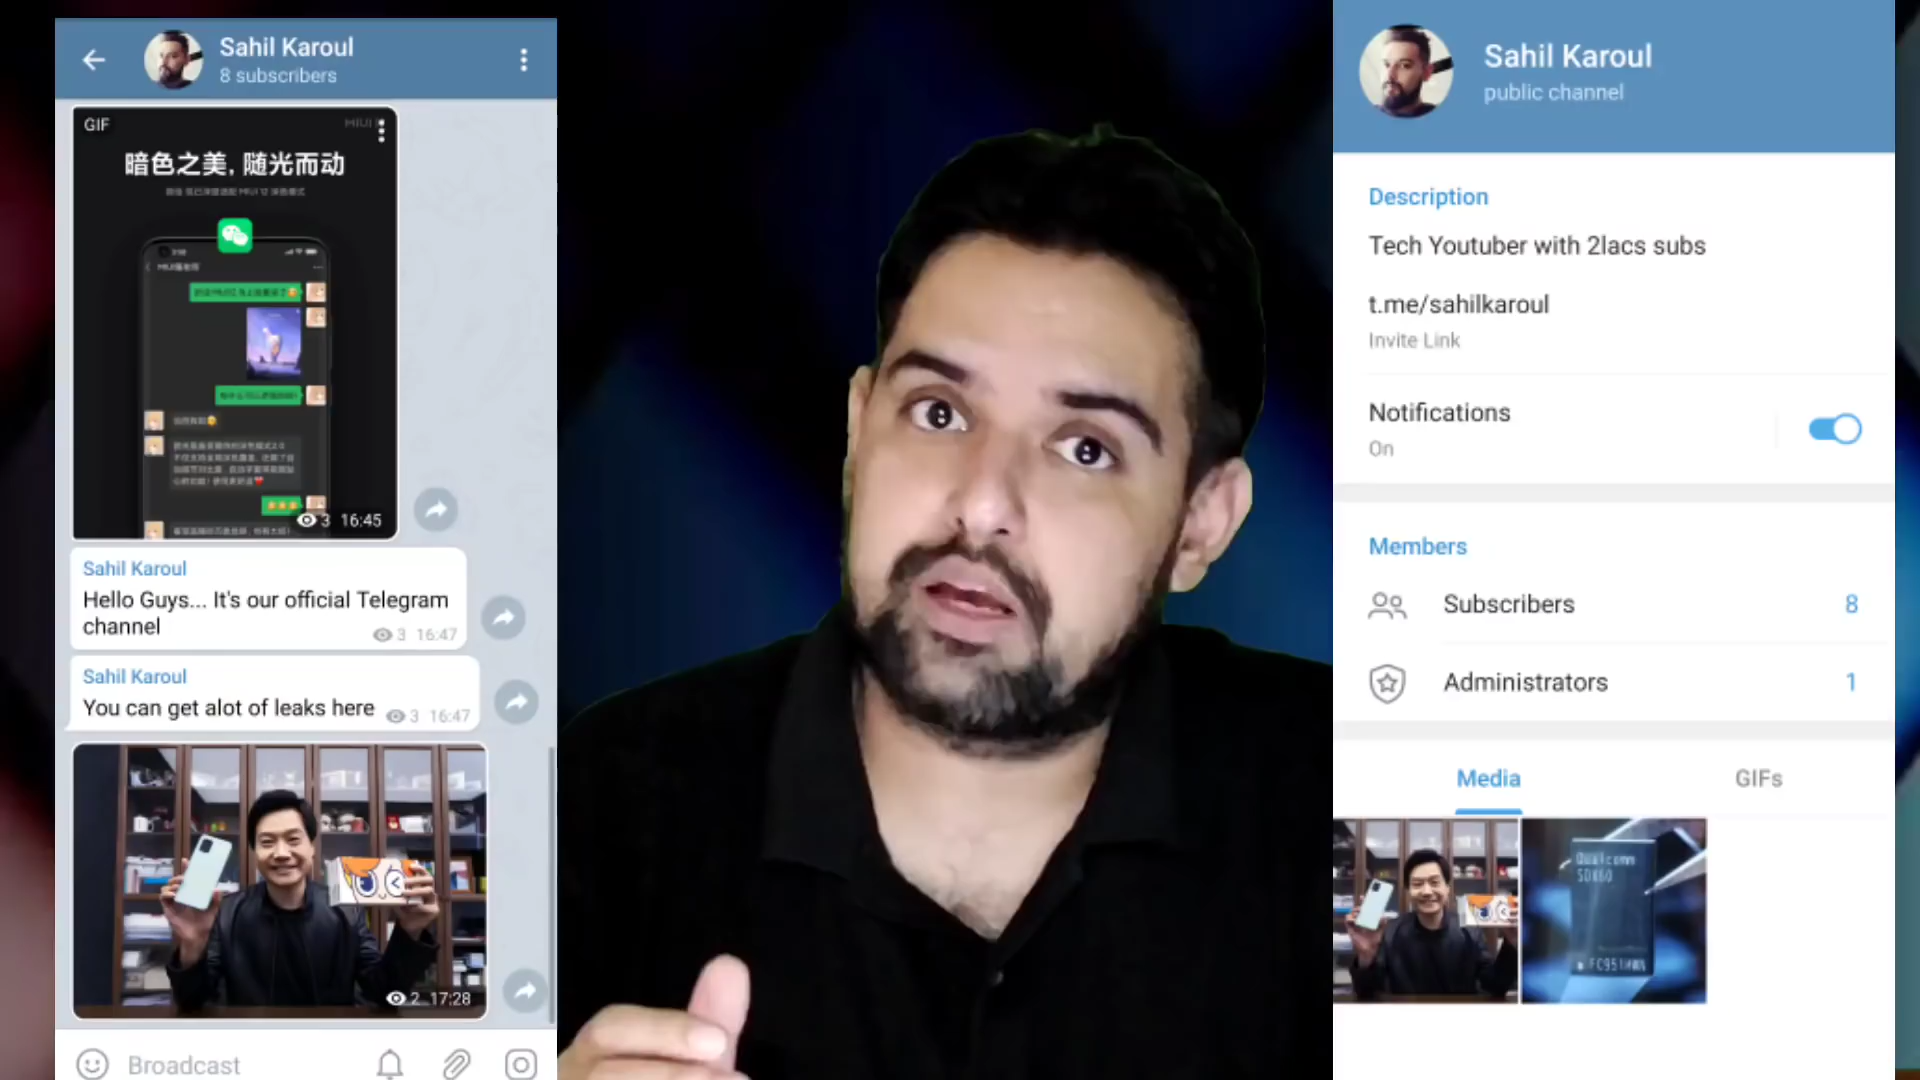 Sahil Karoul
8 subscribers
GIF
MIUI
暗色之美, 随光而动
3 16:45
Sahil Karoul
Hello Guys... It's our official Telegram
channel
3 16:47
Sahil Karoul
You can get alot of leaks here
3 16:47
2 17:28
Broadcast
Sahil Karoul
public channel
Description
Tech Youtuber with 2lacs subs
t.me/sahilkaroul
Invite Link
Notifications
On
Members
Subscribers 8
Administrators 1
Media GIFs
Qualcomm